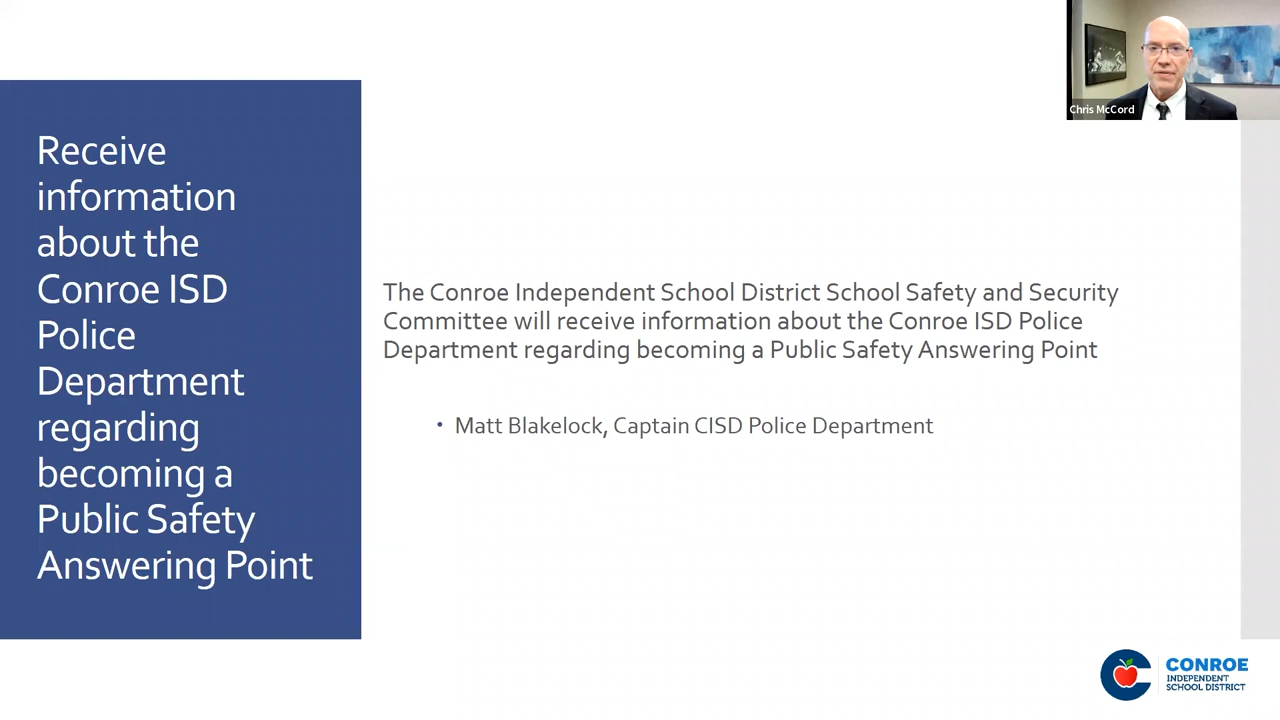 Chris McCord
Receive
information
about the
Conroe ISD
Police
Department
regarding
becoming a
Public Safety
Answering Point
The Conroe Independent School District School Safety and Security
Committee will receive information about the Conroe ISD Police
Department regarding becoming a Public Safety Answering Point
• Matt Blakelock, Captain CISD Police Department
CONROE
INDEPENDENT
SCHOOL DISTRICT